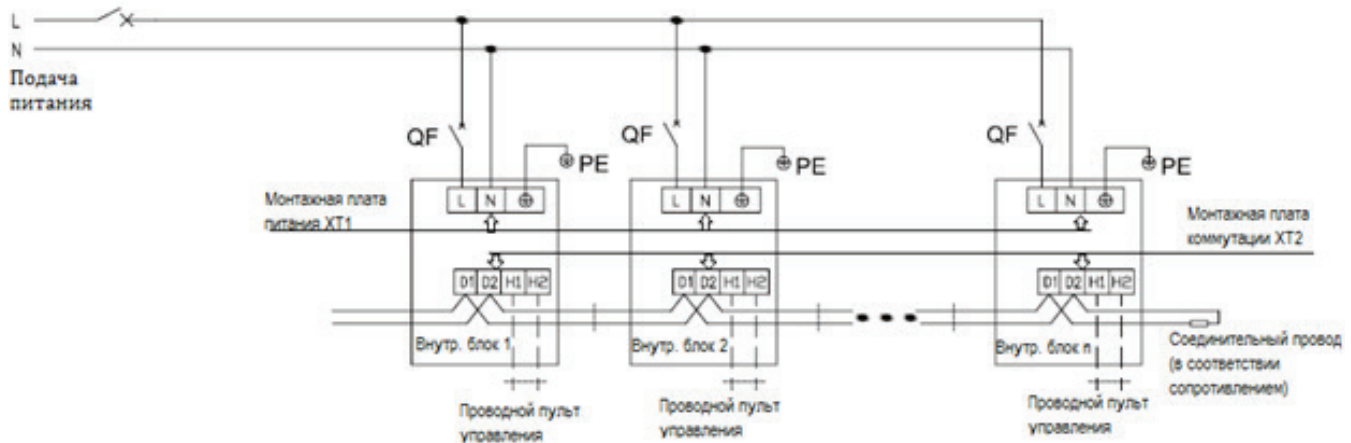 L
N
Подача
питания
QF
PE
QF
PE
QF
PE
L N
L N
L N
Монтажная плата
питания XT1
Монтажная плата
коммутации XT2
D1 D2 H1 H2
D1 D2 H1 H2
D1 D2 H1 H2
Внутр. блок 1
Внутр. блок 2
Внутр. блок n
Соединительный провод
(в соответствии
сопротивлением)
Проводной пульт
управления
Проводной пульт
управления
Проводной пульт
управления